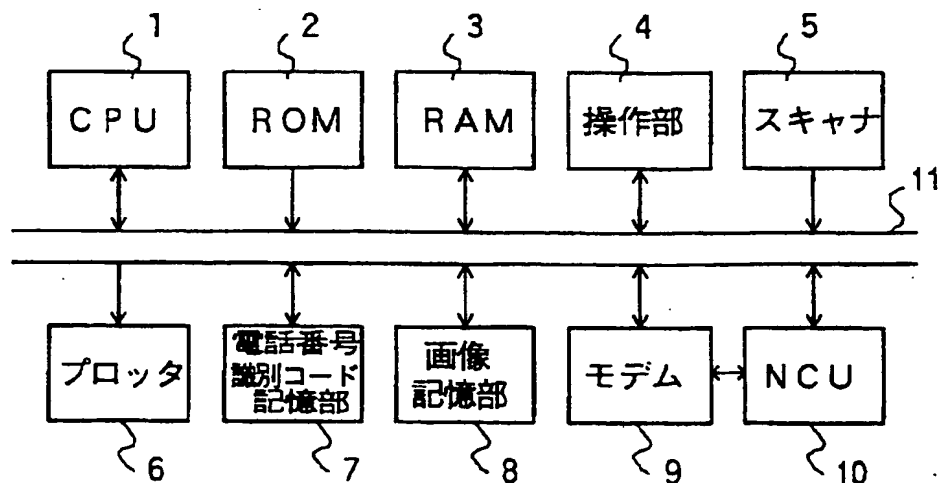 1 2 3 4 5
CPU ROM RAM 操作部 スキャナ
11
プロッタ
電話番号
識別コード
記憶部
画像
記憶部
モデム
NCU
6 7 8 9 10